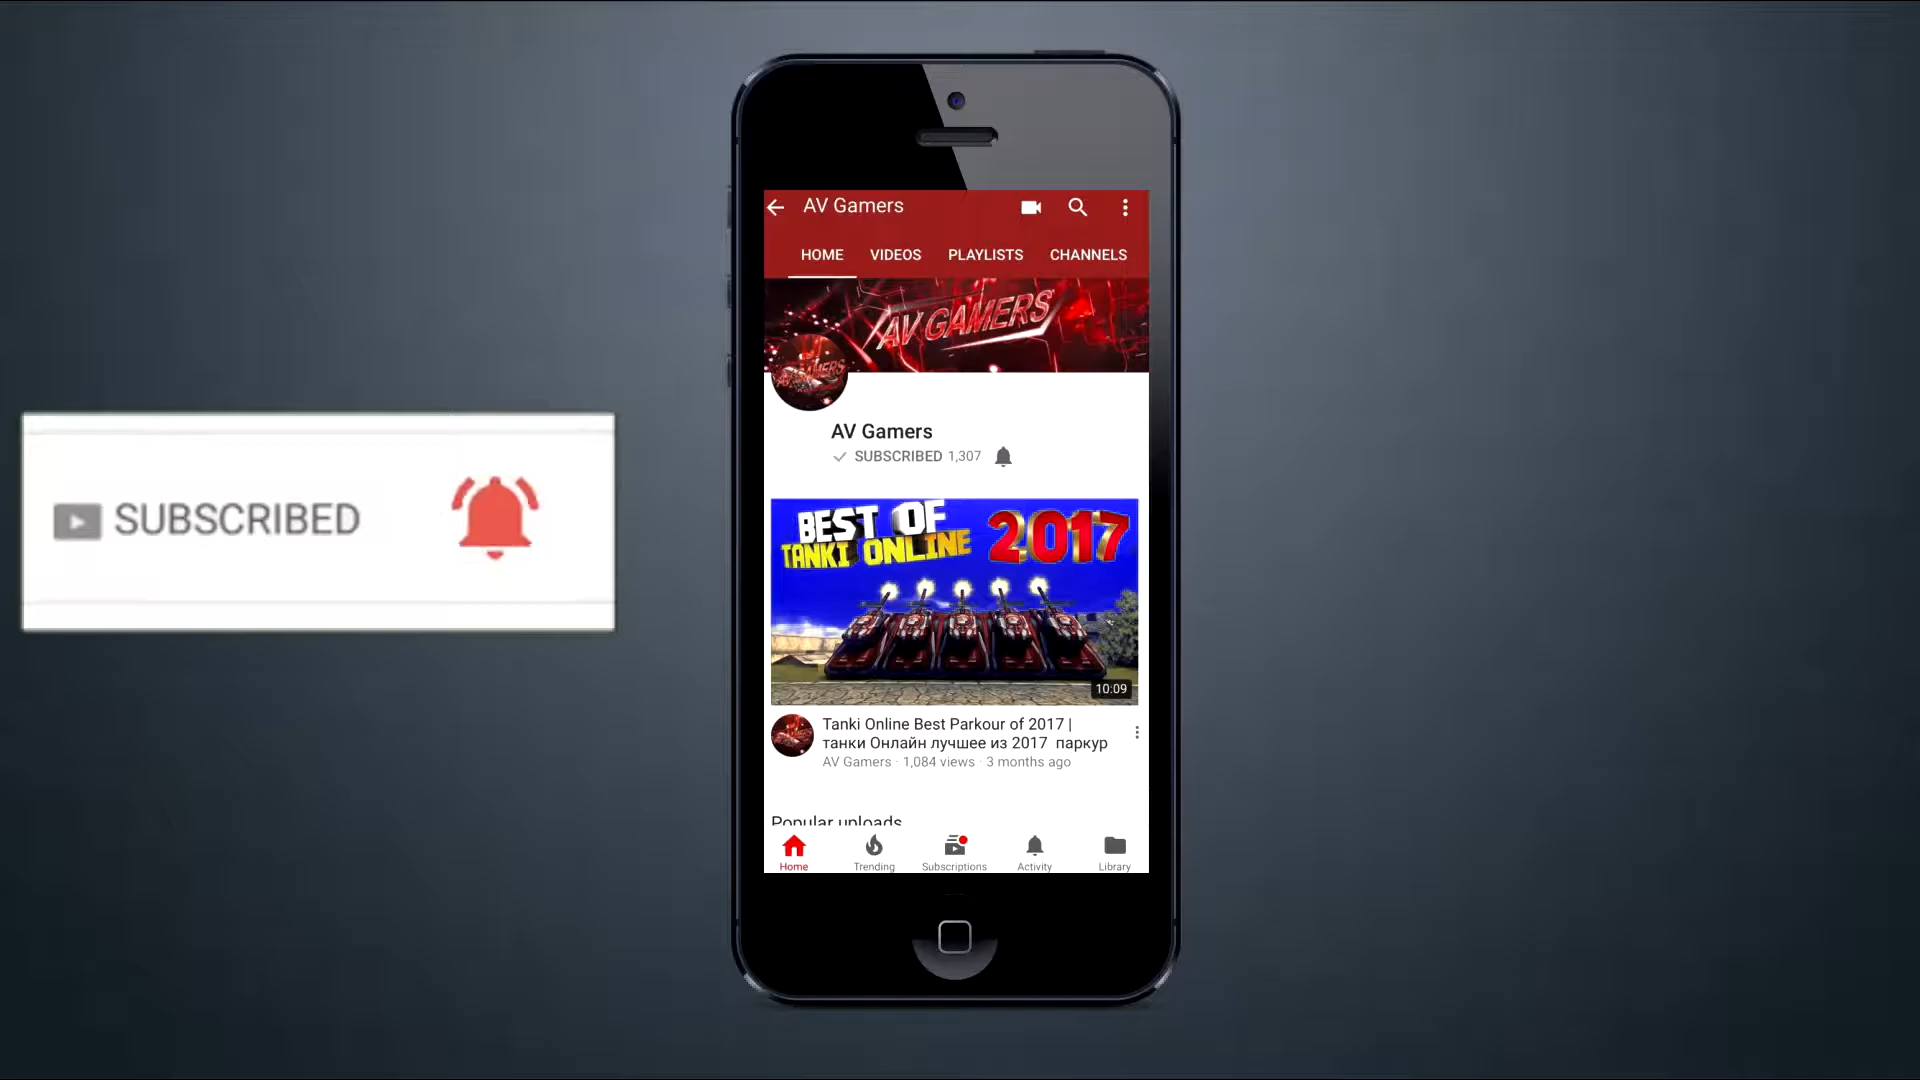 AV Gamers
HOME VIDEOS PLAYLISTS CHANNELS
AV GAMERS
AV Gamers
SUBSCRIBED 1,307
SUBSCRIBED
BEST OF
TANKI ONLINE 2017
10:09
Tanki Online Best Parkour of 2017 |
танки Онлайн лучшее из 2017 паркур
AV Gamers · 1,084 views · 3 months ago
Popular uploads
Home Trending Subscriptions Activity Library